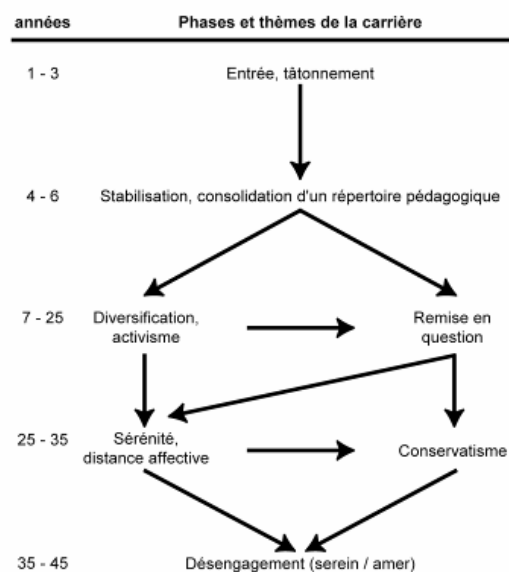 années Phases et thèmes de la carrière
1 - 3 Entrée, tâtonnement
4 - 6 Stabilisation, consolidation d'un répertoire pédagogique
7 - 25 Diversification, activisme Remise en question
25 - 35 Sérénité, distance affective Conservatisme
35 - 45 Désengagement (serein / amer)